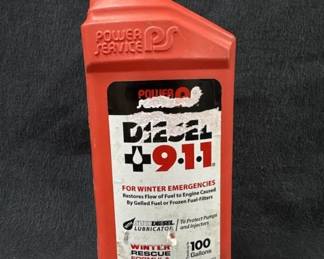 POWER
SERVICE PS
POWER
DIESEL
9·1·1
FOR WINTER EMERGENCIES
Restores Flow of Fuel to Engine Caused
By Gelled Fuel or Frozen Fuel-Filters
DIESEL
LUBRICATOR
To Protect Pumps
and Injectors
WINTER
RESCUE
FORMULA
100
Gallons